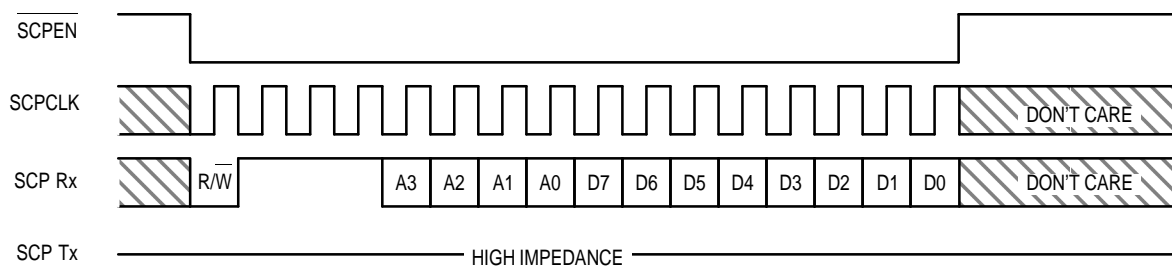 SCPEN
SCPCLK
DON'T CARE
SCP Rx
R/W
A3
A2
A1
A0
D7
D6
D5
D4
D3
D2
D1
D0
DON'T CARE
SCP Tx
HIGH IMPEDANCE